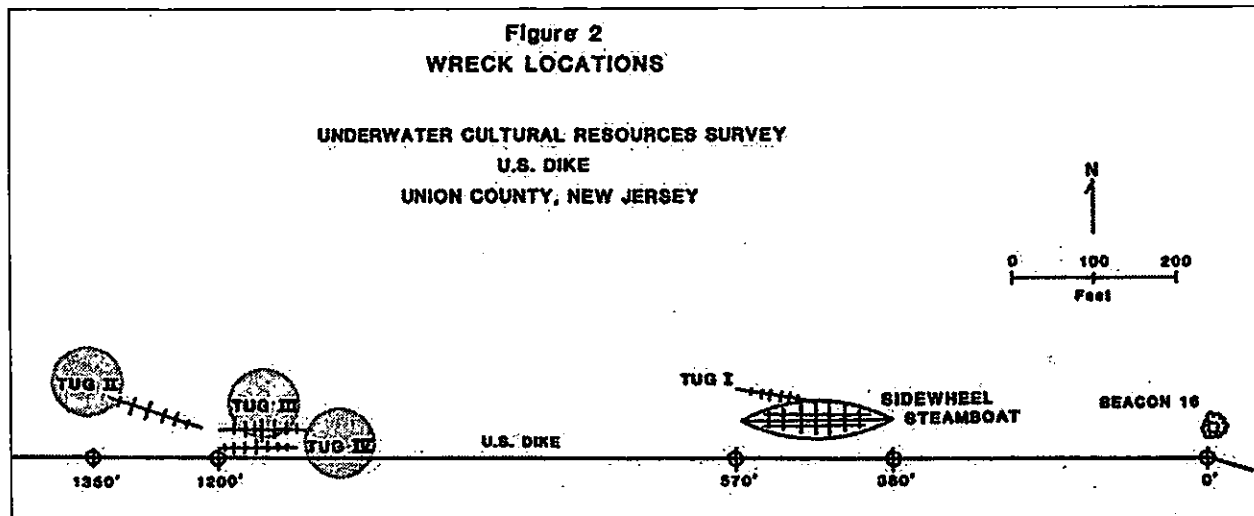 Figure 2
WRECK LOCATIONS
UNDERWATER CULTURAL RESOURCES SURVEY
U.S. DIKE
UNION COUNTY, NEW JERSEY
N
0 100 200
Feet
TUG II
TUG III
TUG IV
TUG I
SIDEWHEEL
STEAMBOAT
BEACON 16
U.S. DIKE
1350'
1200'
570'
380'
0'